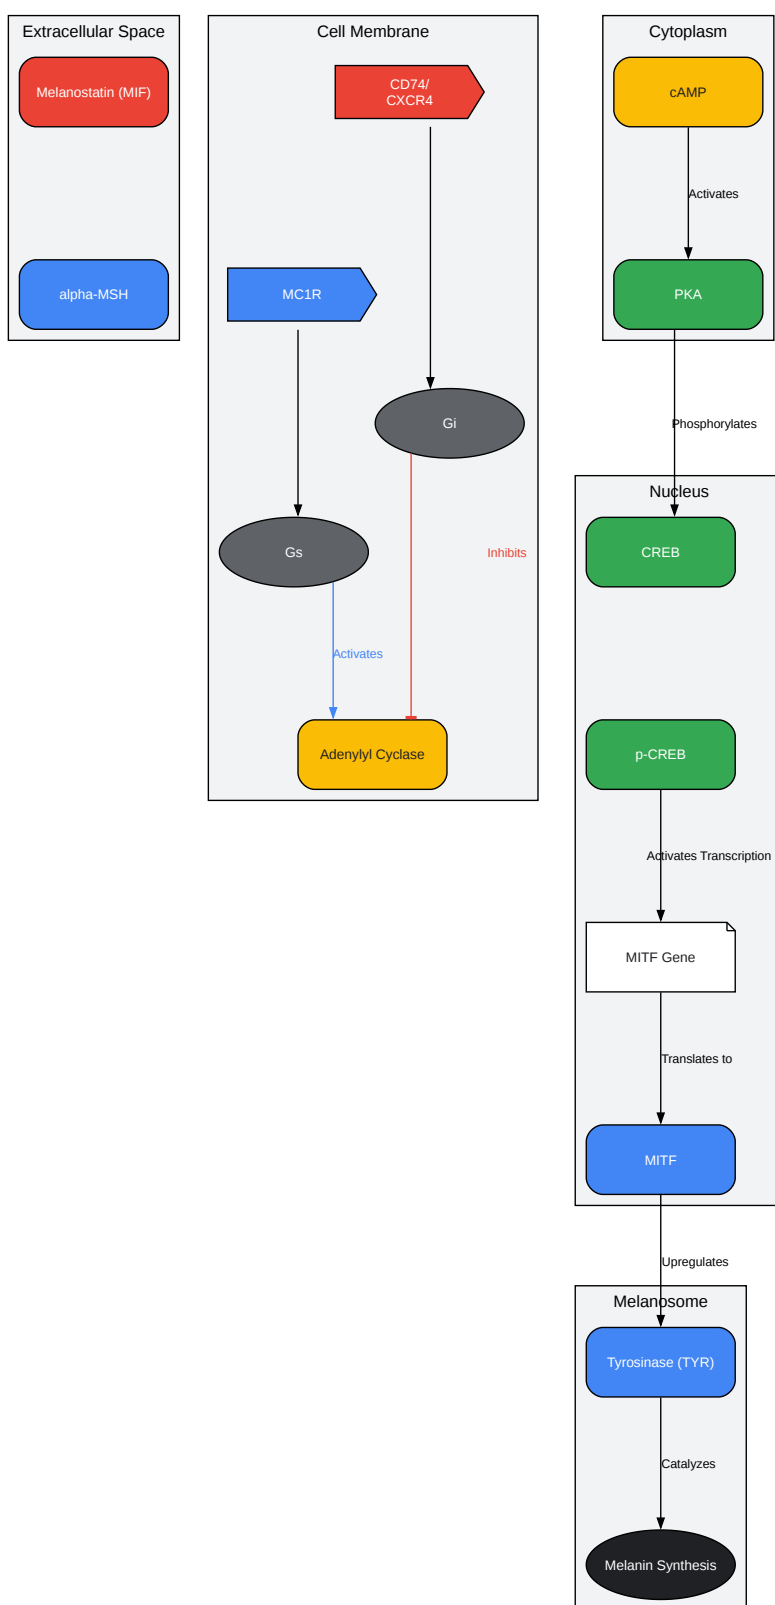 Extracellular Space
Melanostatin (MIF)
alpha-MSH
Cell Membrane
CD74/
CXCR4
MC1R
Gi
Gs
Inhibits
Activates
Adenylyl Cyclase
Cytoplasm
cAMP
Activates
PKA
Phosphorylates
Nucleus
CREB
p-CREB
Activates Transcription
MITF Gene
Translates to
MITF
Upregulates
Melanosome
Tyrosinase (TYR)
Catalyzes
Melanin Synthesis